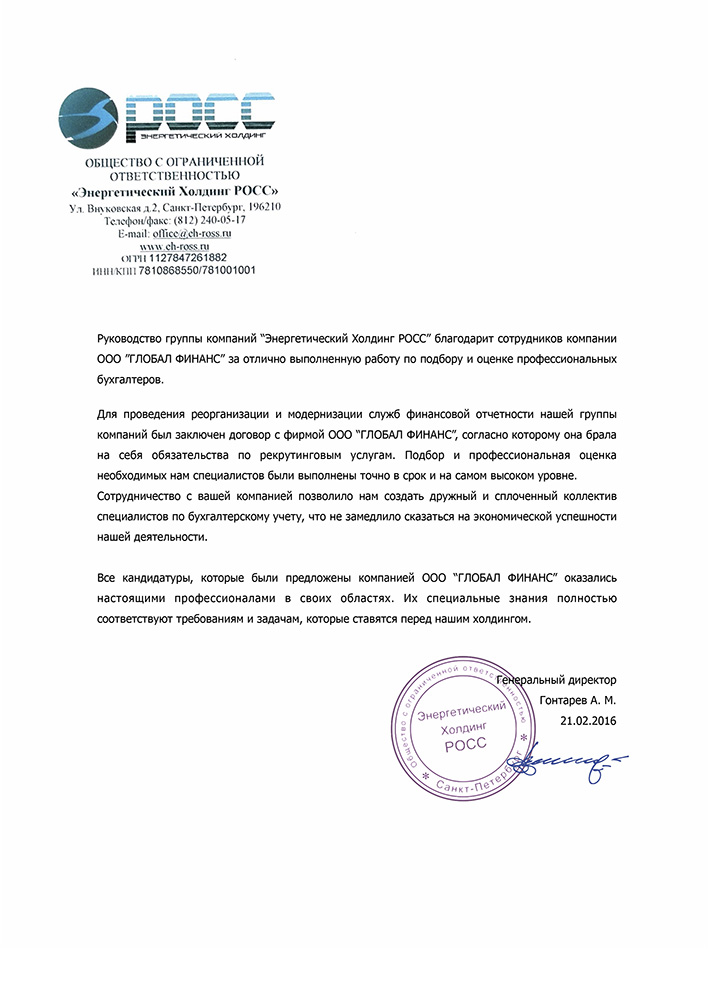 РОСС
ЭНЕРГЕТИЧЕСКИЙ ХОЛДИНГ
ОБЩЕСТВО С ОГРАНИЧЕННОЙ
ОТВЕТСТВЕННОСТЬЮ
«Энергетический Холдинг РОСС»
Ул. Внуковская д.2, Санкт-Петербург, 196210
Телефон/факс: (812) 240-05-17
E-mail: office@eh-ross.ru
www.eh-ross.ru
ОГРН 1127847261882
ИНН/КПП 7810868550/781001001
Руководство группы компаний “Энергетический Холдинг РОСС” благодарит сотрудников компании
ООО ”ГЛОБАЛ ФИНАНС” за отлично выполненную работу по подбору и оценке профессиональных
бухгалтеров.
Для проведения реорганизации и модернизации служб финансовой отчетности нашей группы
компаний был заключен договор с фирмой ООО “ГЛОБАЛ ФИНАНС”, согласно которому она брала
на себя обязательства по рекрутинговым услугам. Подбор и профессиональная оценка
необходимых нам специалистов были выполнены точно в срок и на самом высоком уровне.
Сотрудничество с вашей компанией позволило нам создать дружный и сплоченный коллектив
специалистов по бухгалтерскому учету, что не замедлило сказаться на экономической успешности
нашей деятельности.
Все кандидатуры, которые были предложены компанией ООО “ГЛОБАЛ ФИНАНС” оказались
настоящими профессионалами в своих областях. Их специальные знания полностью
соответствуют требованиям и задачам, которые ставятся перед нашим холдингом.
Генеральный директор
Гонтарев А. М.
21.02.2016
Общество с ограниченной ответственностью
Энергетический
Холдинг
РОСС
* Санкт-Петербург *